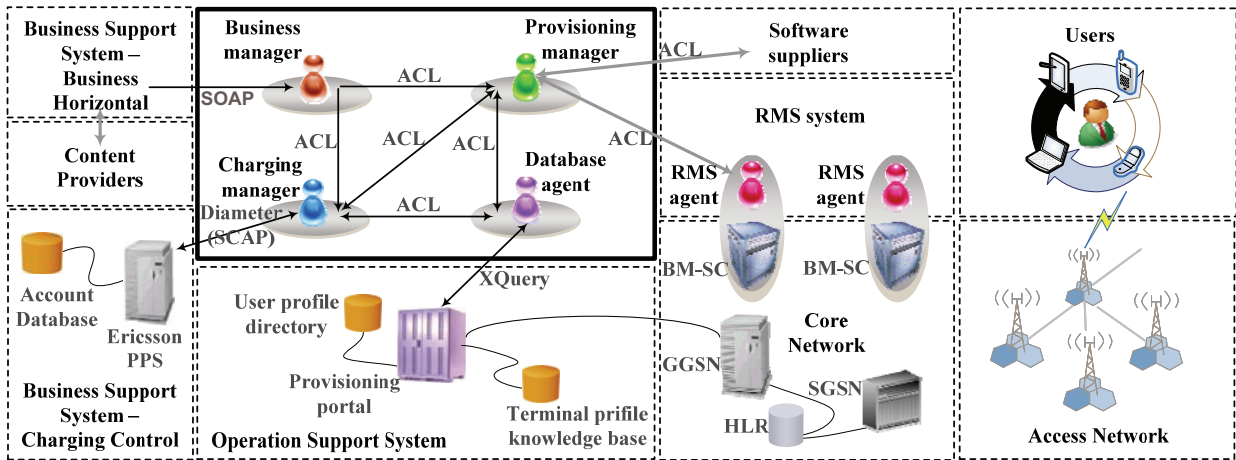 Business Support
System –
Business
Horizontal
Content
Providers
Account
Database
Ericsson
PPS
Business Support
System –
Charging Control
Business
manager
Provisioning
manager
ACL
SOAP
ACL
ACL
ACL
Charging
manager
Database
agent
Diameter
(SCAP)
ACL
XQuery
User profile
directory
Provisioning
portal
Terminal prifile
knowledge base
Operation Support System
ACL
Software
suppliers
ACL
RMS system
RMS
agent
RMS
agent
BM-SC
BM-SC
Core
Network
GGSN
SGSN
HLR
Users
Access Network